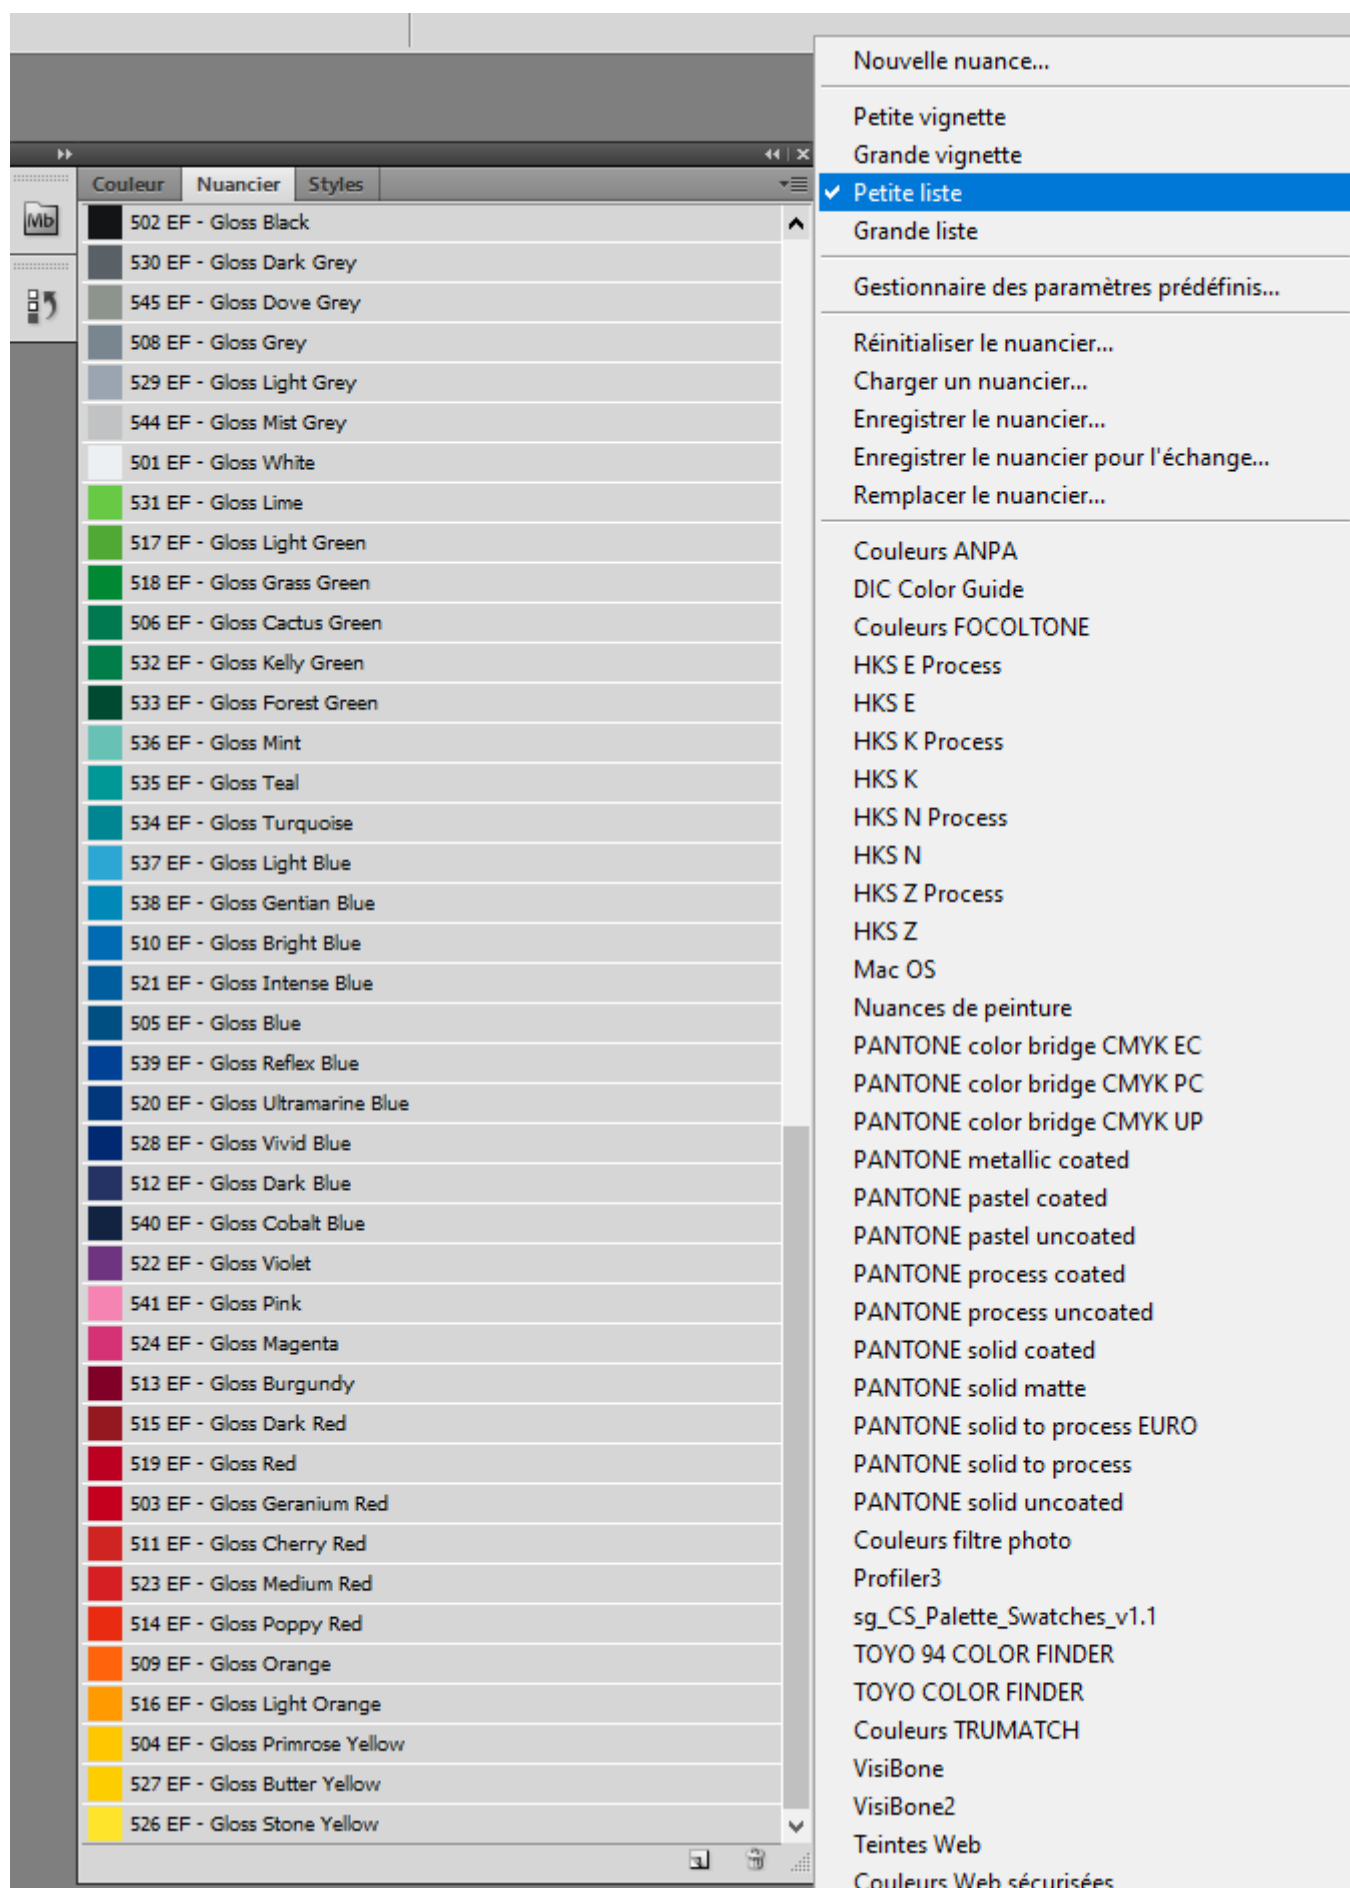 Couleur Nuancier Styles
Mb
502 EF - Gloss Black
530 EF - Gloss Dark Grey
545 EF - Gloss Dove Grey
508 EF - Gloss Grey
529 EF - Gloss Light Grey
544 EF - Gloss Mist Grey
501 EF - Gloss White
531 EF - Gloss Lime
517 EF - Gloss Light Green
518 EF - Gloss Grass Green
506 EF - Gloss Cactus Green
532 EF - Gloss Kelly Green
533 EF - Gloss Forest Green
536 EF - Gloss Mint
535 EF - Gloss Teal
534 EF - Gloss Turquoise
537 EF - Gloss Light Blue
538 EF - Gloss Gentian Blue
510 EF - Gloss Bright Blue
521 EF - Gloss Intense Blue
505 EF - Gloss Blue
539 EF - Gloss Reflex Blue
520 EF - Gloss Ultramarine Blue
528 EF - Gloss Vivid Blue
512 EF - Gloss Dark Blue
540 EF - Gloss Cobalt Blue
522 EF - Gloss Violet
541 EF - Gloss Pink
524 EF - Gloss Magenta
513 EF - Gloss Burgundy
515 EF - Gloss Dark Red
519 EF - Gloss Red
503 EF - Gloss Geranium Red
511 EF - Gloss Cherry Red
523 EF - Gloss Medium Red
514 EF - Gloss Poppy Red
509 EF - Gloss Orange
516 EF - Gloss Light Orange
504 EF - Gloss Primrose Yellow
527 EF - Gloss Butter Yellow
526 EF - Gloss Stone Yellow
Nouvelle nuance...
Petite vignette
Grande vignette
Petite liste
Grande liste
Gestionnaire des paramètres prédéfinis...
Réinitialiser le nuancier...
Charger un nuancier...
Enregistrer le nuancier...
Enregistrer le nuancier pour l'échange...
Remplacer le nuancier...
Couleurs ANPA
DIC Color Guide
Couleurs FOCOLTONE
HKS E Process
HKS E
HKS K Process
HKS K
HKS N Process
HKS N
HKS Z Process
HKS Z
Mac OS
Nuances de peinture
PANTONE color bridge CMYK EC
PANTONE color bridge CMYK PC
PANTONE color bridge CMYK UP
PANTONE metallic coated
PANTONE pastel coated
PANTONE pastel uncoated
PANTONE process coated
PANTONE process uncoated
PANTONE solid coated
PANTONE solid matte
PANTONE solid to process EURO
PANTONE solid to process
PANTONE solid uncoated
Couleurs filtre photo
Profiler3
sg_CS_Palette_Swatches_v1.1
TOYO 94 COLOR FINDER
TOYO COLOR FINDER
Couleurs TRUMATCH
VisiBone
VisiBone2
Teintes Web
Couleurs Web sécurisées